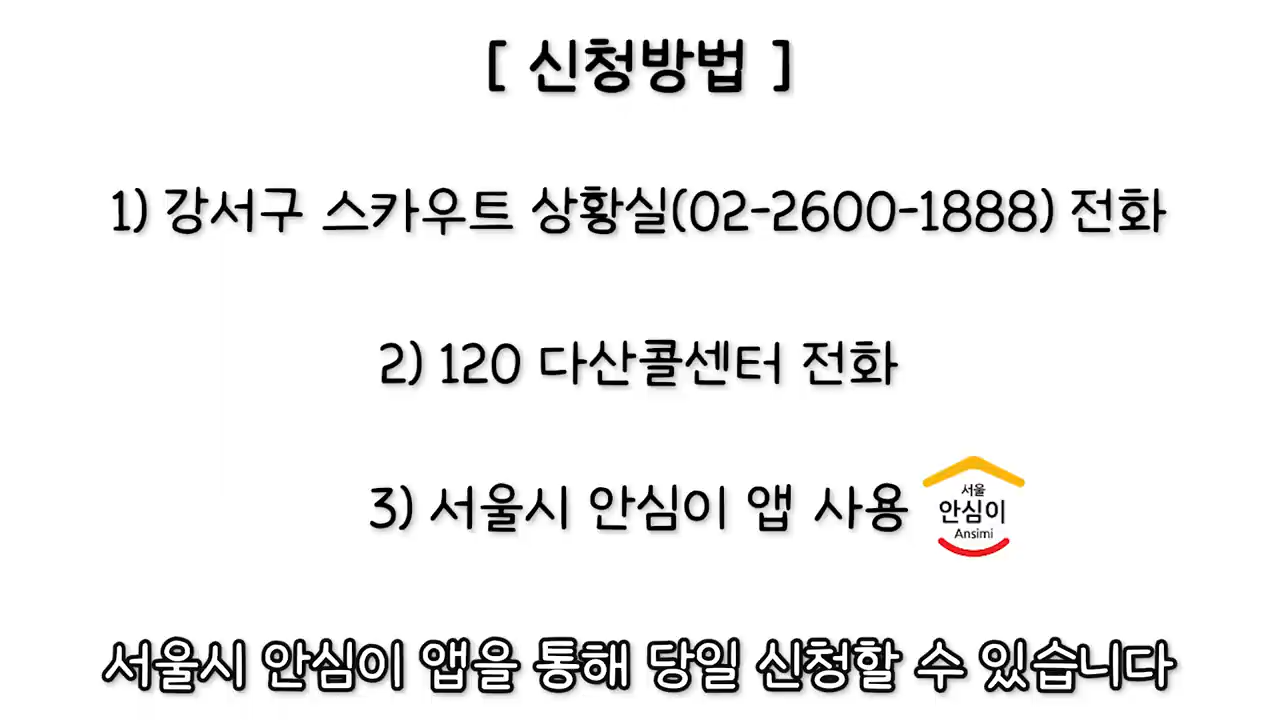 [ 신청방법 ]
1) 강서구 스카우트 상황실(02-2600-1888) 전화
2) 120 다산콜센터 전화
3) 서울시 안심이 앱 사용
서울
안심이
Ansimi
서울시 안심이 앱을 통해 당일 신청할 수 있습니다